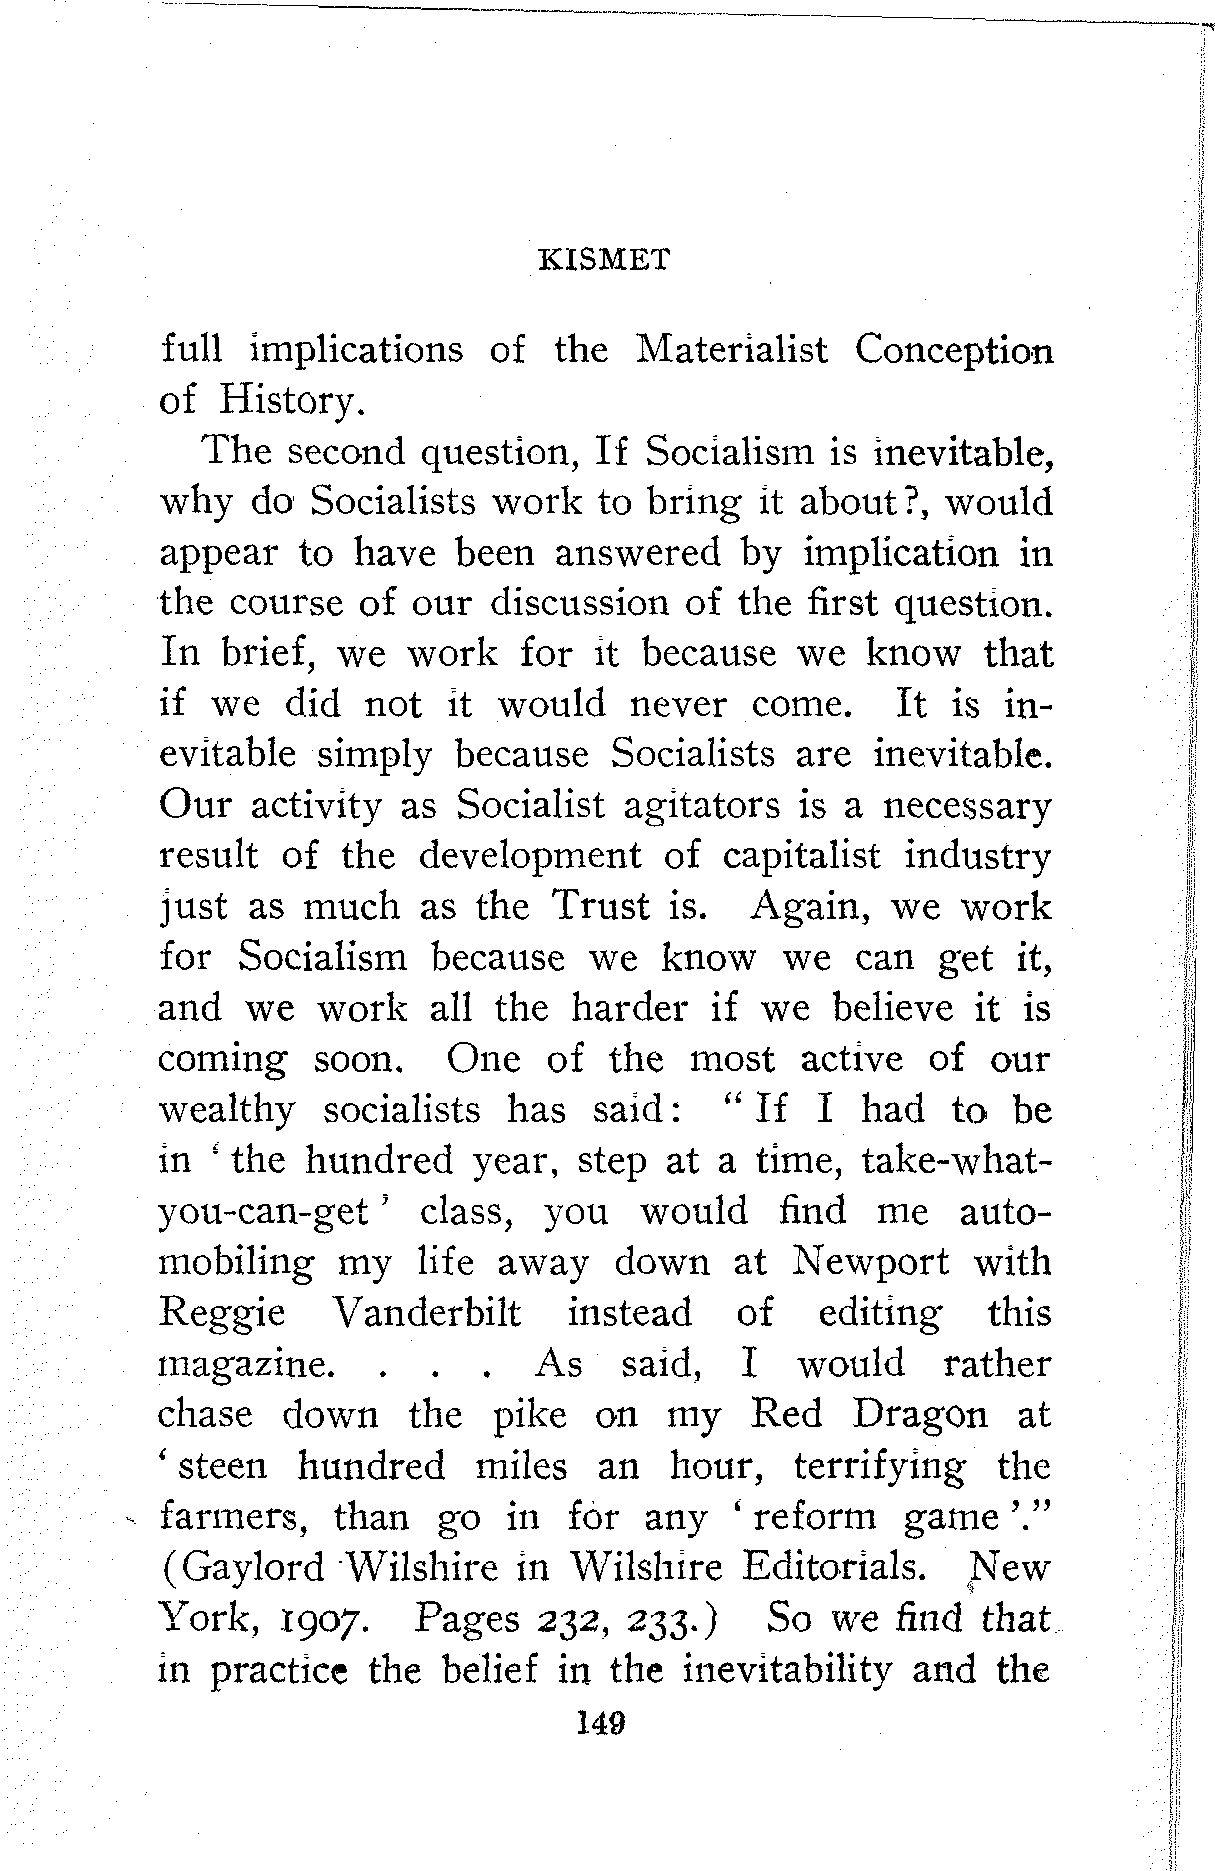 KISMET
full implications of the Materialist Conception
of History.
The second question, If Socialism is inevitable,
why do Socialists work to bring it about?, would
appear to have been answered by implication in
the course of our discussion of the first question.
In brief, we work for it because we know that
if we did not it would never come. It is in-
evitable simply because Socialists are inevitable.
Our activity as Socialist agitators is a necessary
result of the development of capitalist industry
just as much as the Trust is. Again, we work
for Socialism because we know we can get it,
and we work all the harder if we believe it is
coming soon. One of the most active of our
wealthy socialists has said: “ If I had to be
in ‘ the hundred year, step at a time, take-what-
you-can-get ’ class, you would find me auto-
mobiling my life away down at Newport with
Reggie Vanderbilt instead of editing this
magazine. . . . As said, I would rather
chase down the pike on my Red Dragon at
‘ steen hundred miles an hour, terrifying the
farmers, than go in for any ‘ reform game ’.”
(Gaylord Wilshire in Wilshire Editorials. New
York, 1907. Pages 232, 233.) So we find that
in practice the belief in the inevitability and the
149